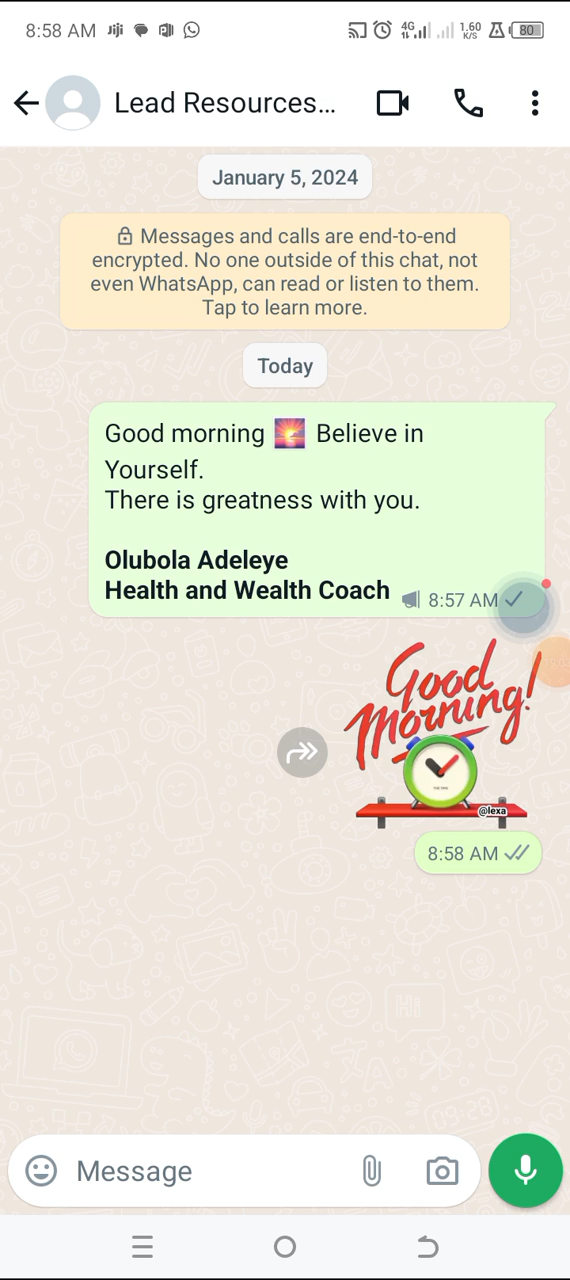 8:58 AM Jiji 4G 1.60 K/S 80
Lead Resources...
January 5, 2024
Messages and calls are end-to-end
encrypted. No one outside of this chat, not
even WhatsApp, can read or listen to them.
Tap to learn more.
Today
Good morning 🌅 Believe in
Yourself.
There is greatness with you.
Olubola Adeleye
Health and Wealth Coach
8:57 AM
Good
Morning!
@lexa
8:58 AM
Message